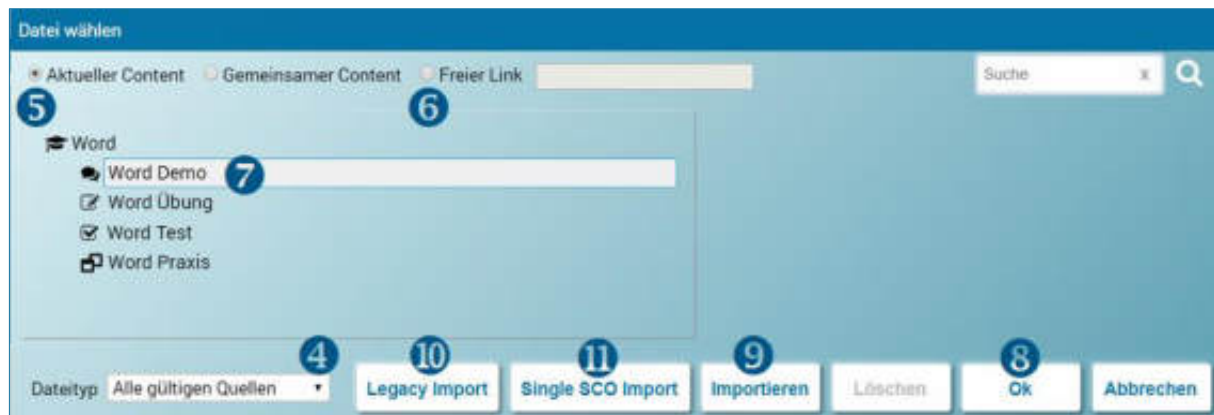 Datei wählen
Aktueller Content Gemeinsamer Content Freier Link Suche x
5 6
Word
Word Demo 7
Word Übung
Word Test
Word Praxis
4 10 11 9 8
Dateityp Alle gültigen Quellen Legacy Import Single SCO Import Importieren Löschen Ok Abbrechen